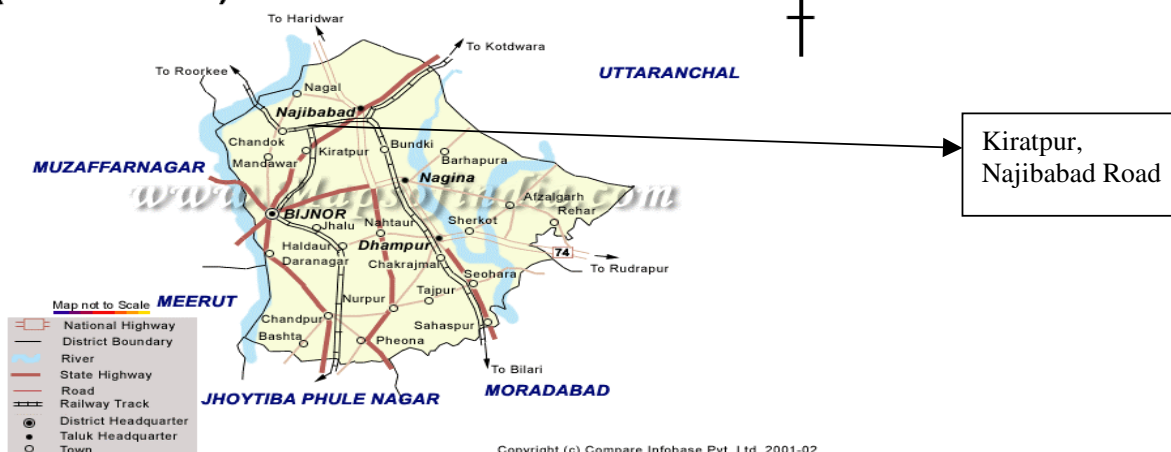 To Haridwar
To Kotdwara
To Roorkee
UTTARANCHAL
Nagal
Najibabad
Kiratpur,
Najibabad Road
Chandok
Kiratpur
Bundki
Barhapura
Mandawar
MUZAFFARNAGAR
Nagina
www.Mapsofindia.com
Afzalgarh
BIJNOR
Rehar
Jhalu
Nahtaur
Sherkot
Haldaur
Dhampur
74
Daranagar
Chakrajmal
To Rudrapur
Seohara
Tajpur
Nurpur
Map not to Scale
MEERUT
Chandpur
Sahaspur
Bashta
Pheona
National Highway
District Boundary
River
State Highway
Road
Railway Track
District Headquarter
Taluk Headquarter
Town
To Bilari
JHOYTIBA PHULE NAGAR
MORADABAD
Copyright (c) Compare Infobase Pvt. Ltd. 2001-02